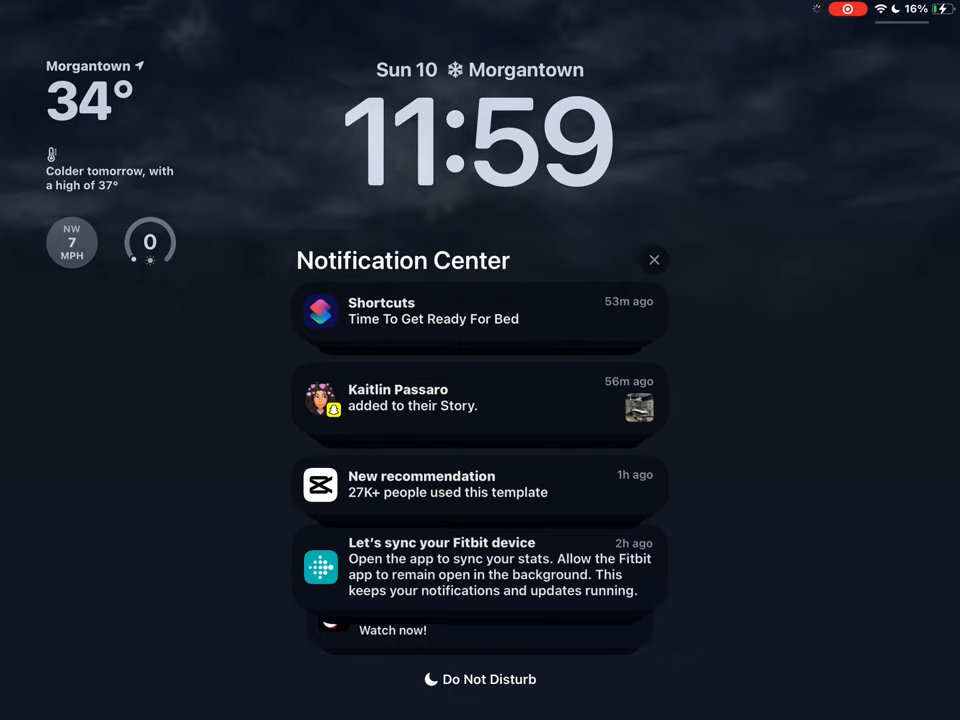 16%
Morgantown
34°
Colder tomorrow, with
a high of 37°
NW
7
MPH
0
Sun 10 Morgantown
11:59
Notification Center
Shortcuts
53m ago
Time To Get Ready For Bed
Kaitlin Passaro
56m ago
added to their Story.
New recommendation
1h ago
27K+ people used this template
Let's sync your Fitbit device
2h ago
Open the app to sync your stats. Allow the Fitbit
app to remain open in the background. This
keeps your notifications and updates running.
Watch now!
Do Not Disturb